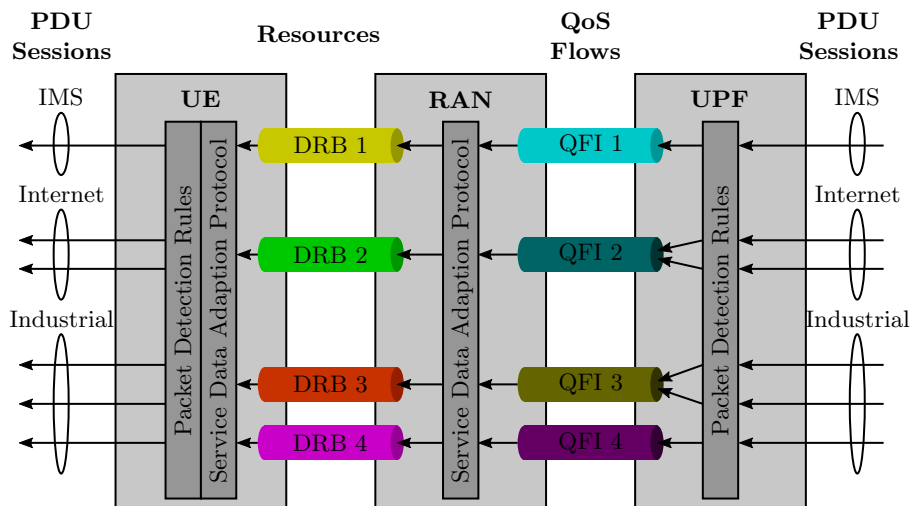 PDU
Sessions
Resources
QoS
Flows
PDU
Sessions
IMS
UE
RAN
UPF
IMS
DRB 1
QFI 1
Internet
Internet
DRB 2
QFI 2
Industrial
Industrial
DRB 3
QFI 3
DRB 4
QFI 4
Packet Detection Rules
Service Data Adaption Protocol
Service Data Adaption Protocol
Packet Detection Rules